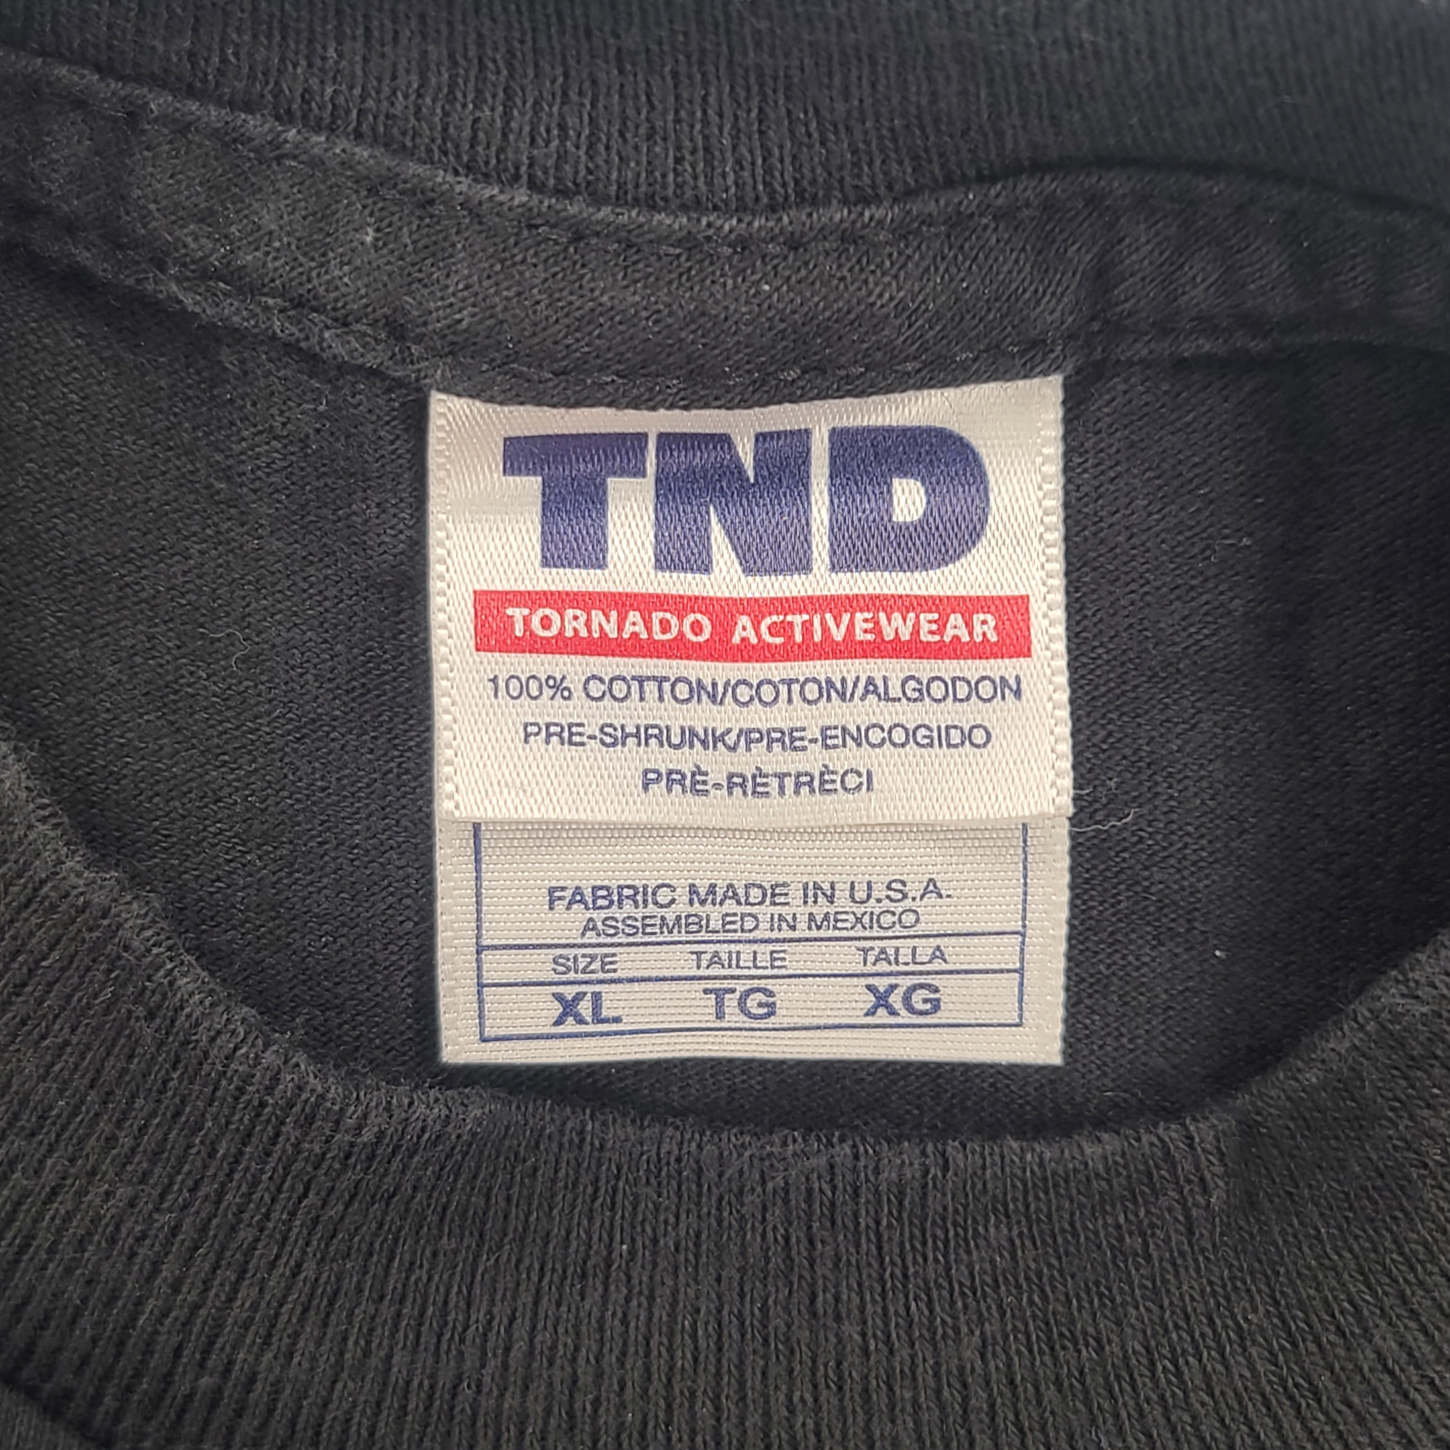 TND
TORNADO ACTIVEWEAR
100% COTTON/COTON/ALGODON
PRE-SHRUNK/PRE-ENCOGIDO
PRÈ-RÈTRÈCI
FABRIC MADE IN U.S.A.
ASSEMBLED IN MEXICO
SIZE TAILLE TALLA
XL TG XG